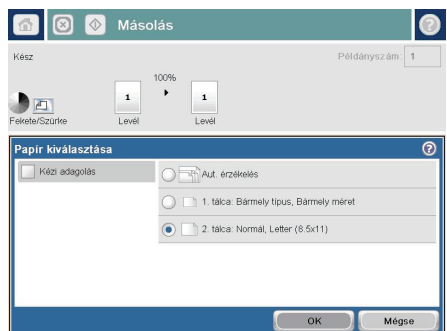 Másolás
Kész
Példányszám 1
100%
1 1
Fekete/Szürke Levél Levél
Papír kiválasztása
Kézi adagolás
Aut. érzékelés
1. tálca: Bármely típus, Bármely méret
2. tálca: Normál, Letter (8.5x11)
OK Mégse